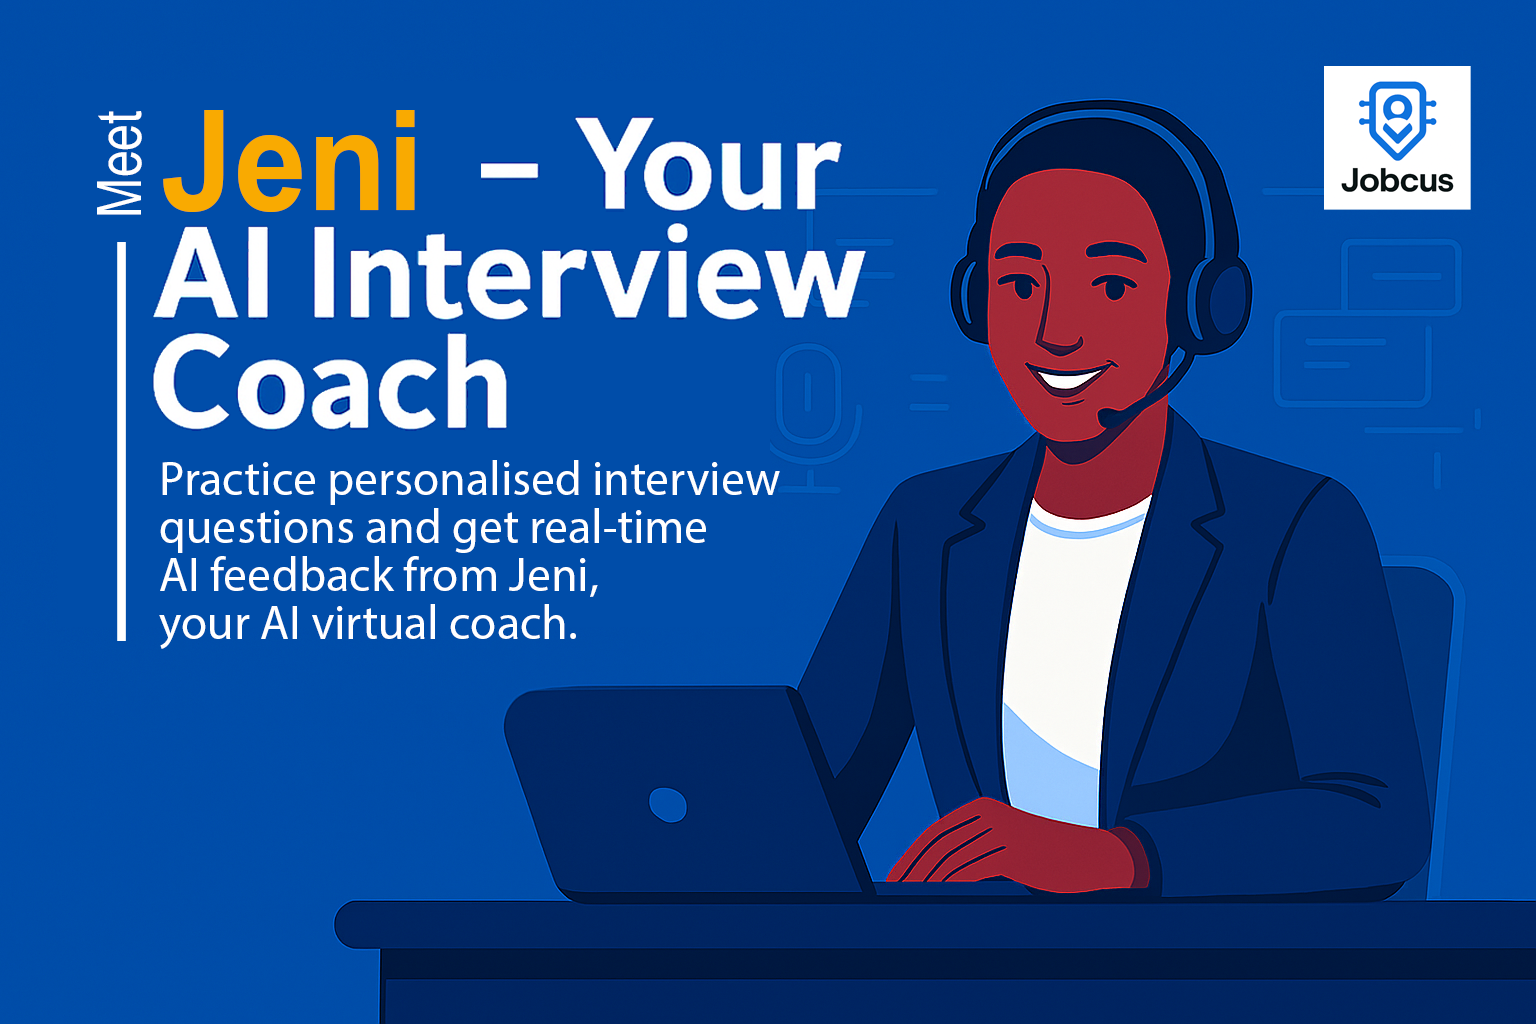 Meet
Jeni – Your
AI Interview
Coach
Practice personalised interview
questions and get real-time
AI feedback from Jeni,
your AI virtual coach.
Jobcus